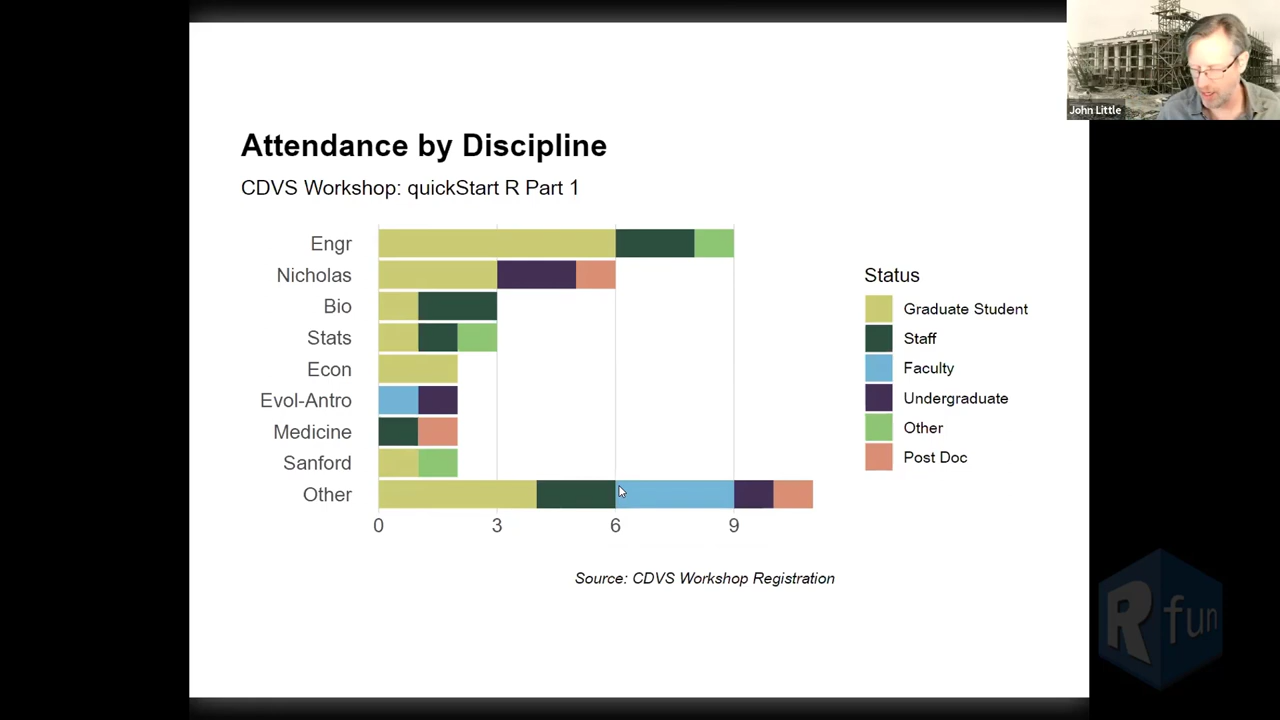 John Little
Attendance by Discipline
CDVS Workshop: quickStart R Part 1
Engr
Nicholas
Bio
Stats
Econ
Evol-Antro
Medicine
Sanford
Other
0 3 6 9
Status
Graduate Student
Staff
Faculty
Undergraduate
Other
Post Doc
Source: CDVS Workshop Registration
R fun